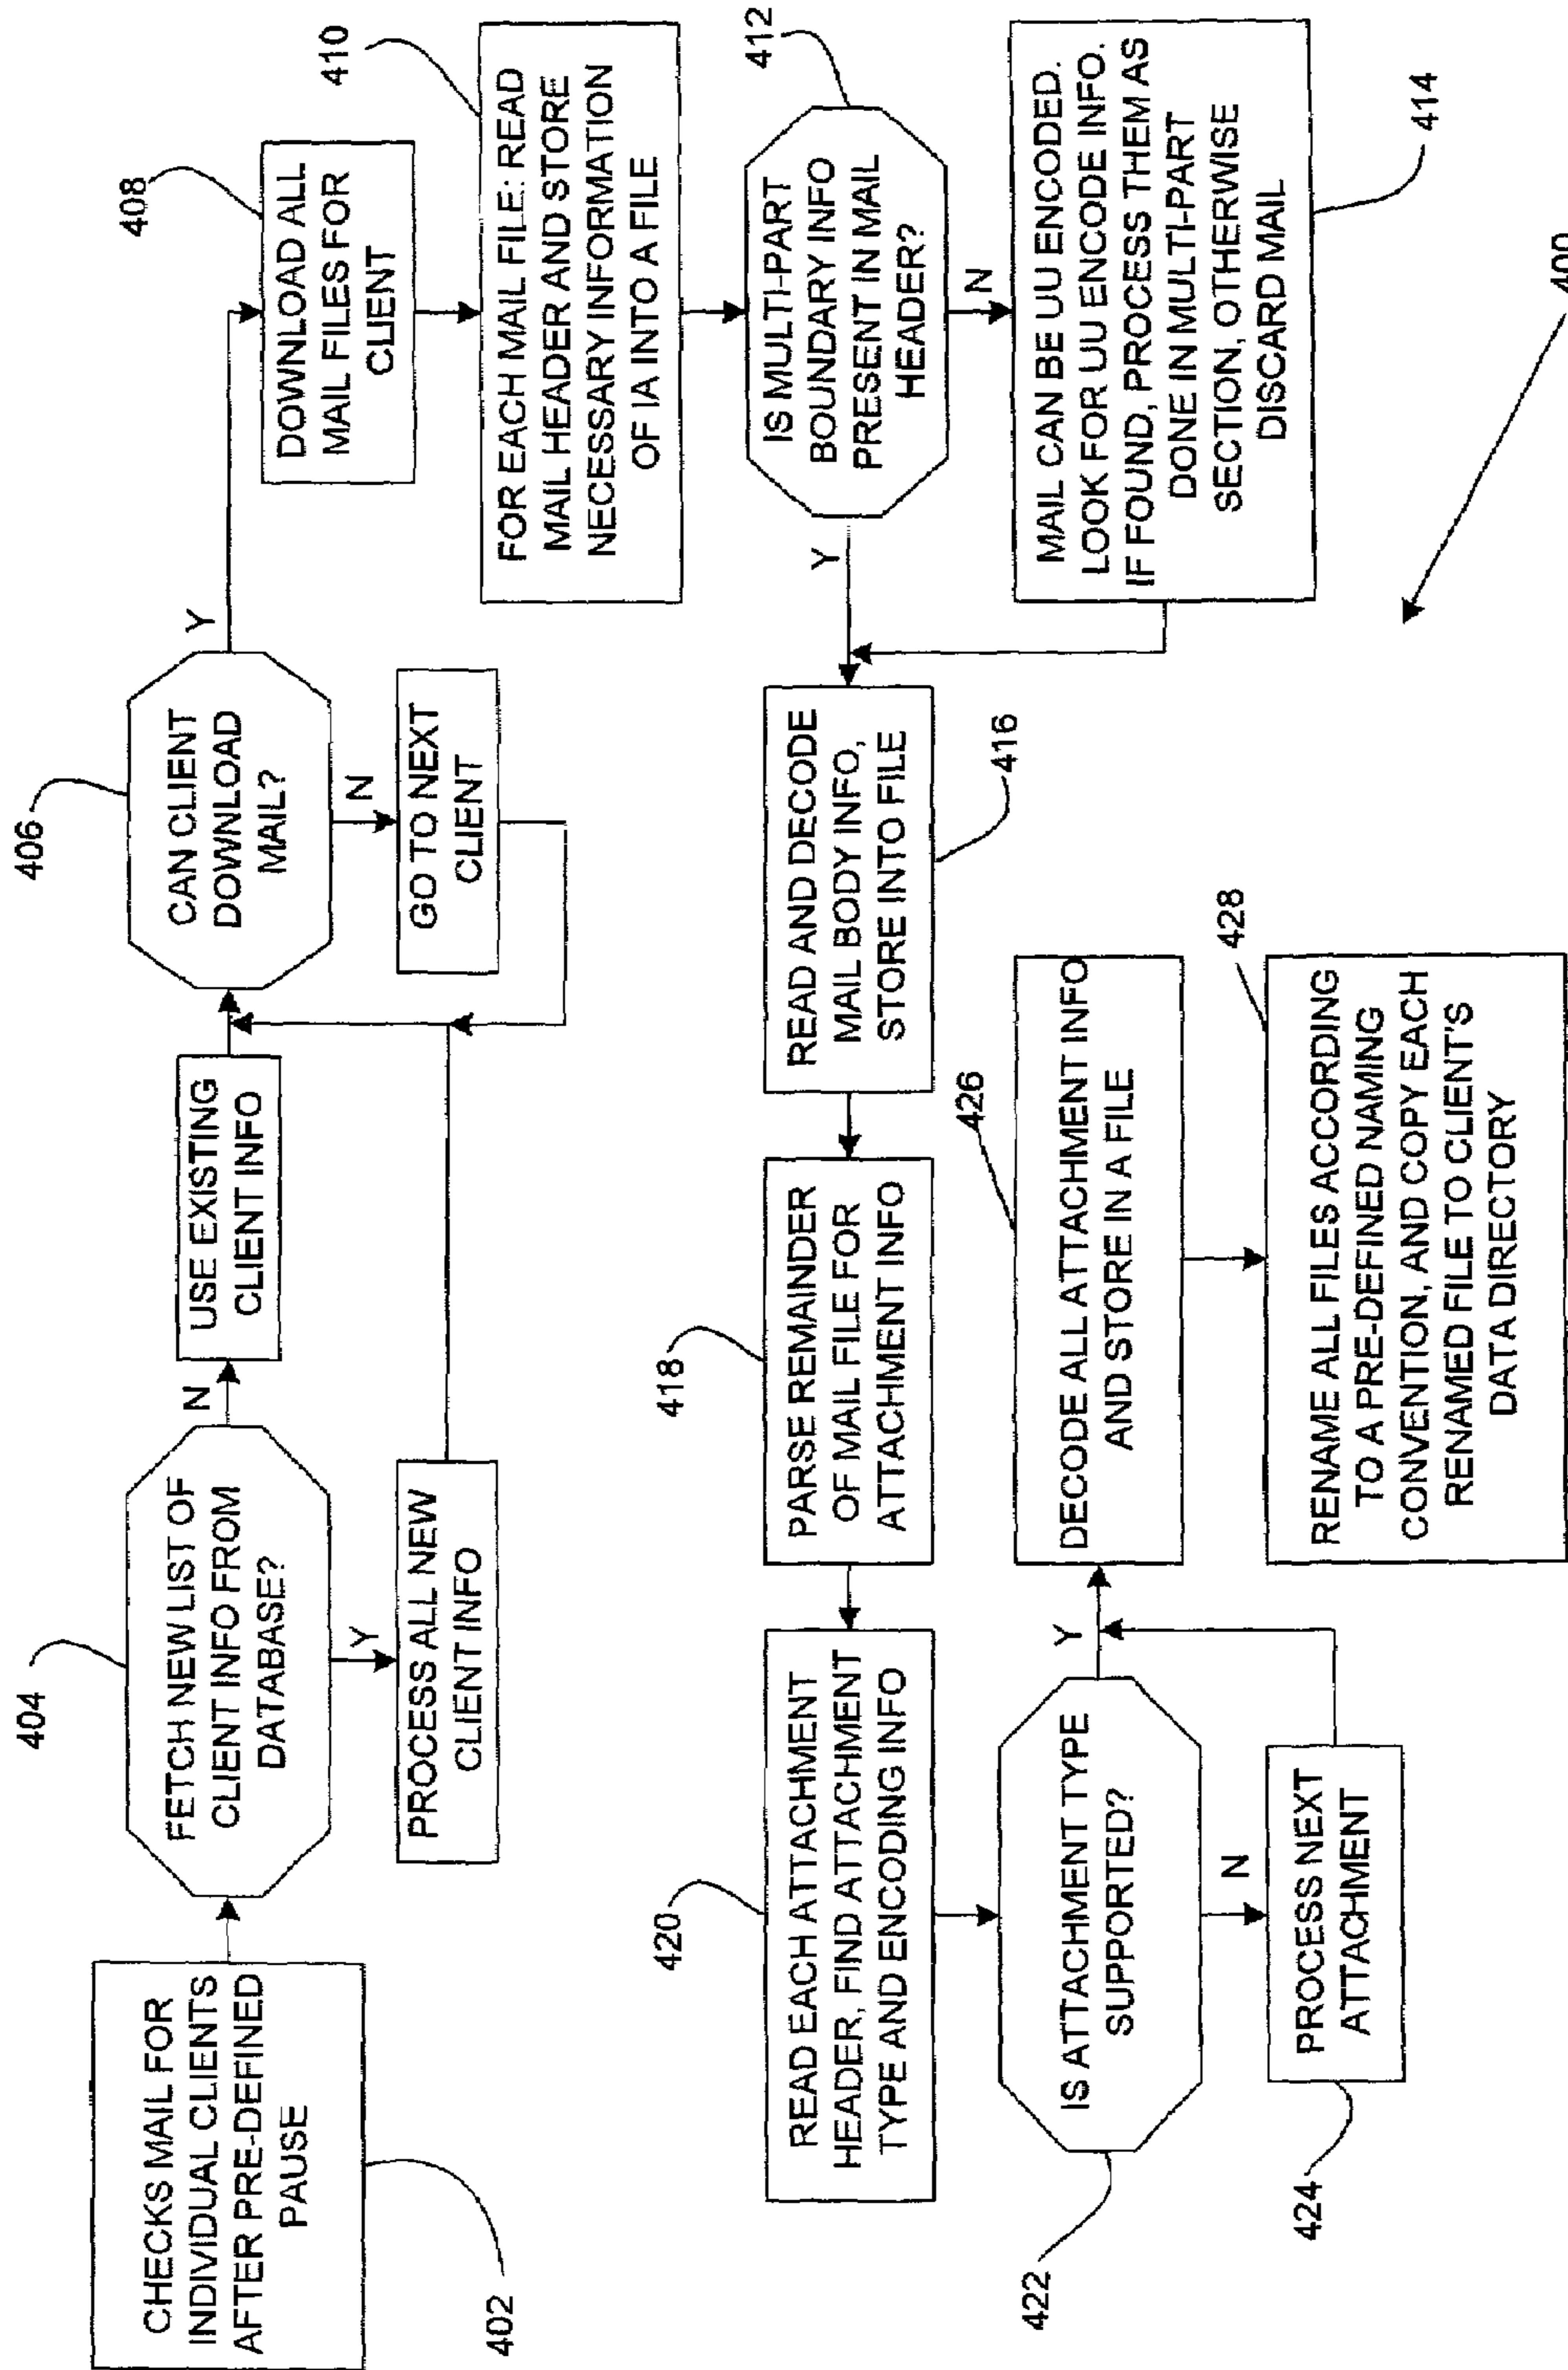 CHECKS MAIL FOR
INDIVIDUAL CLIENTS
AFTER PRE-DEFINED
PAUSE
402
404
FETCH NEW LIST OF
CLIENT INFO FROM
DATABASE?
N
Y
PROCESS ALL NEW
CLIENT INFO
USE EXISTING
CLIENT INFO
406
CAN CLIENT
DOWNLOAD
MAIL?
Y
N
GO TO NEXT
CLIENT
408
DOWNLOAD ALL
MAIL FILES FOR
CLIENT
410
FOR EACH MAIL FILE: READ
MAIL HEADER AND STORE
NECESSARY INFORMATION
OF IA INTO A FILE
412
IS MULTI-PART
BOUNDARY INFO
PRESENT IN MAIL
HEADER?
Y
N
MAIL CAN BE UU ENCODED.
LOOK FOR UU ENCODE INFO.
IF FOUND, PROCESS THEM AS
DONE IN MULTI-PART
SECTION, OTHERWISE
DISCARD MAIL
414
READ AND DECODE
MAIL BODY INFO,
STORE INTO FILE
416
418
PARSE REMAINDER
OF MAIL FILE FOR
ATTACHMENT INFO
420
READ EACH ATTACHMENT
HEADER, FIND ATTACHMENT
TYPE AND ENCODING INFO
422
IS ATTACHMENT TYPE
SUPPORTED?
Y
N
PROCESS NEXT
ATTACHMENT
424
426
DECODE ALL ATTACHMENT INFO
AND STORE IN A FILE
428
RENAME ALL FILES ACCORDING
TO A PRE-DEFINED NAMING
CONVENTION, AND COPY EACH
RENAMED FILE TO CLIENT'S
DATA DIRECTORY